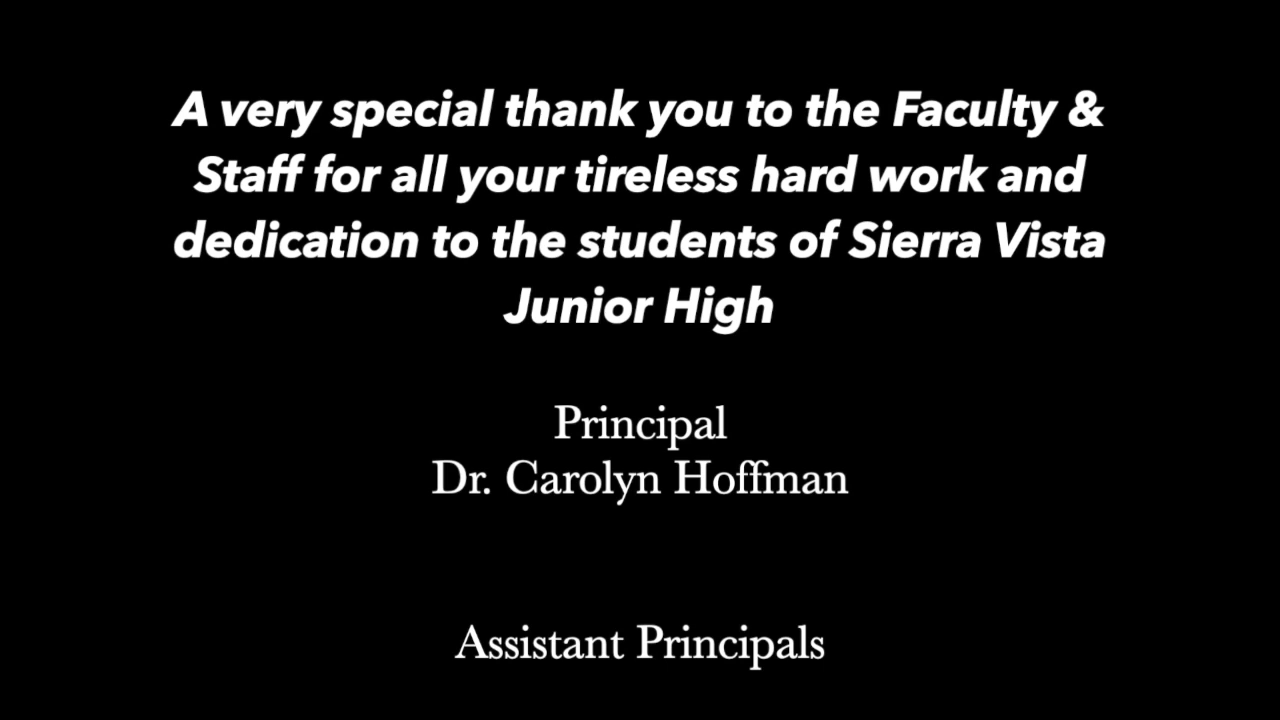 A very special thank you to the Faculty &
Staff for all your tireless hard work and
dedication to the students of Sierra Vista
Junior High
Principal
Dr. Carolyn Hoffman
Assistant Principals